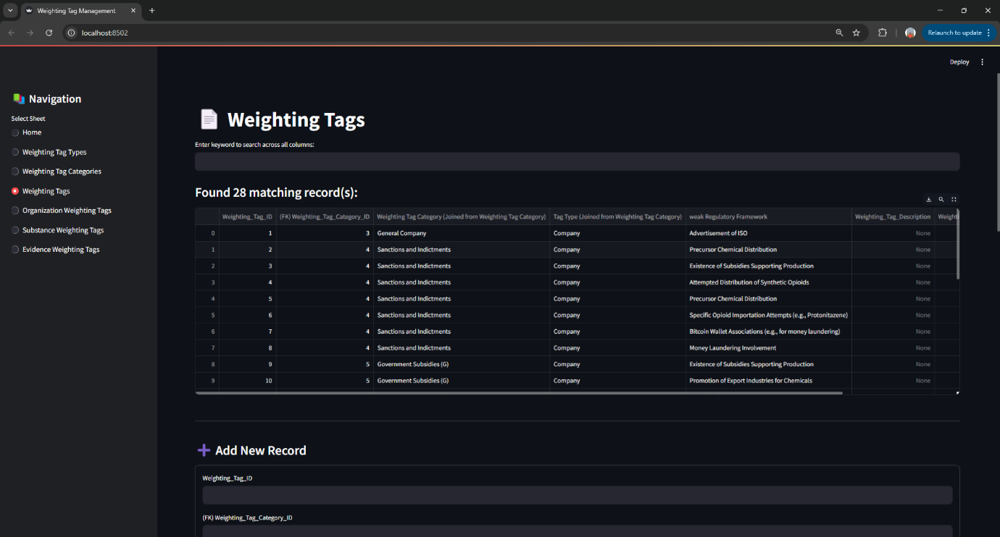 Weighting Tag Management
localhost:8502
Relaunch to update
Deploy
Navigation
Select Sheet
Home
Weighting Tag Types
Weighting Tag Categories
Weighting Tags
Organization Weighting Tags
Substance Weighting Tags
Evidence Weighting Tags
Weighting Tags
Enter keyword to search across all columns:
Found 28 matching record(s):
Weighting_Tag_ID (FK) Weighting_Tag_Category_ID Weighting Tag Category (Joined from Weighting Tag Category) Tag Type (Joined from Weighting Tag Category) weak Regulatory Framework Weighting_Tag_Description Weighti
0 1 3 General Company Company Advertisement of ISO None
1 2 4 Sanctions and Indictments Company Precursor Chemical Distribution None
2 3 4 Sanctions and Indictments Company Existence of Subsidies Supporting Production None
3 4 4 Sanctions and Indictments Company Attempted Distribution of Synthetic Opioids None
4 5 4 Sanctions and Indictments Company Precursor Chemical Distribution None
5 6 4 Sanctions and Indictments Company Specific Opioid Importation Attempts (e.g., Protonitazene) None
6 7 4 Sanctions and Indictments Company Bitcoin Wallet Associations (e.g., for money laundering) None
7 8 4 Sanctions and Indictments Company Money Laundering Involvement None
8 9 5 Government Subsidies (G) Company Existence of Subsidies Supporting Production None
9 10 5 Government Subsidies (G) Company Promotion of Export Industries for Chemicals None
Add New Record
Weighting_Tag_ID
(FK) Weighting_Tag_Category_ID